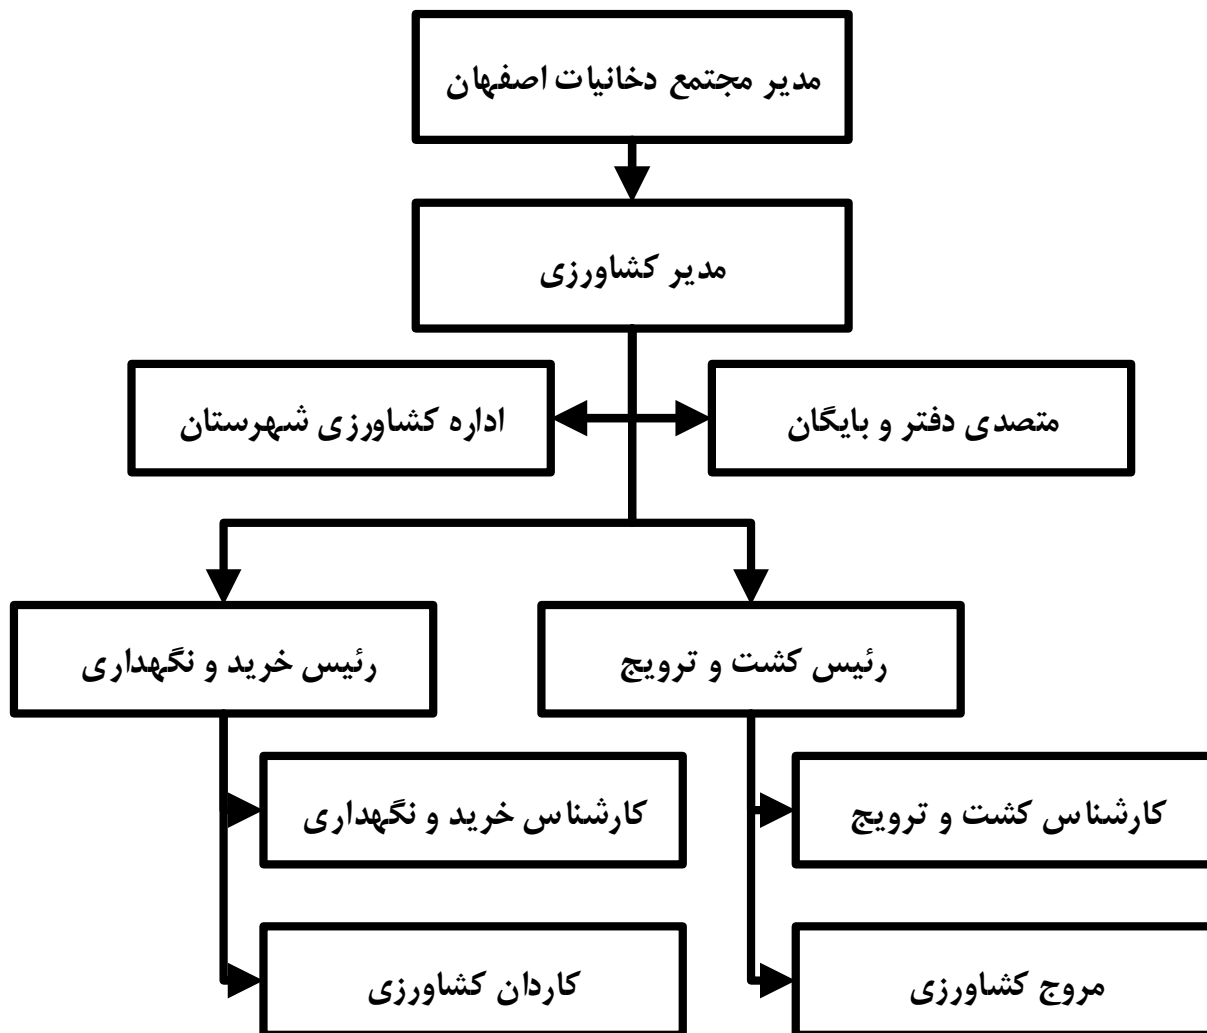 مدیر مجتمع دخانیات اصفهان
مدیر کشاورزی
متصدی دفتر و بایگان
اداره کشاورزی شهرستان
رئیس کشت و ترویج
رئیس خرید و نگهداری
کارشناس کشت و ترویج
کارشناس خرید و نگهداری
مروج کشاورزی
کاردان کشاورزی